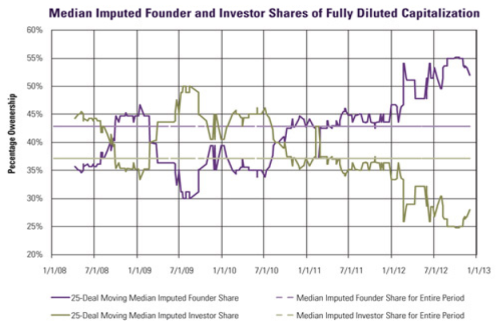 Median Imputed Founder and Investor Shares of Fully Diluted Capitalization
Pecentage Owenership
60%
55%
50%
45%
40%
35%
30%
25%
20%
1/1/08 7/1/08 1/1/09 7/1/09 1/1/10 7/1/10 1/1/11 7/1/11 1/1/12 7/1/12 1/1/13
25-Deal Moving Median Imputed Founder Share Median Imputed Founder Share for Entire Period
25-Deal Moving Median Imputed Investor Share Median Imputed Investor Share for Entire Period